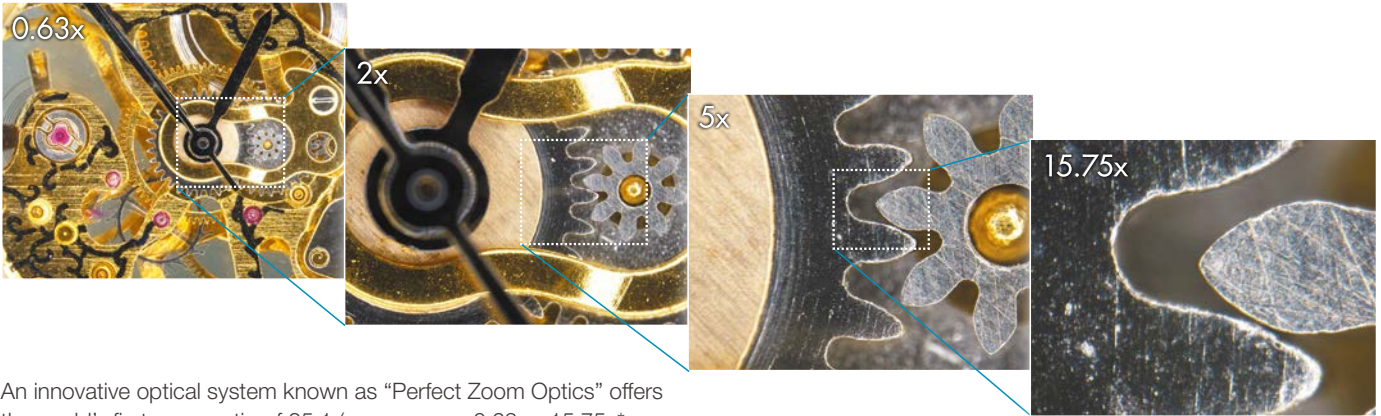 0.63x
2x
5x
15.75x
An innovative optical system known as “Perfect Zoom Optics” offers